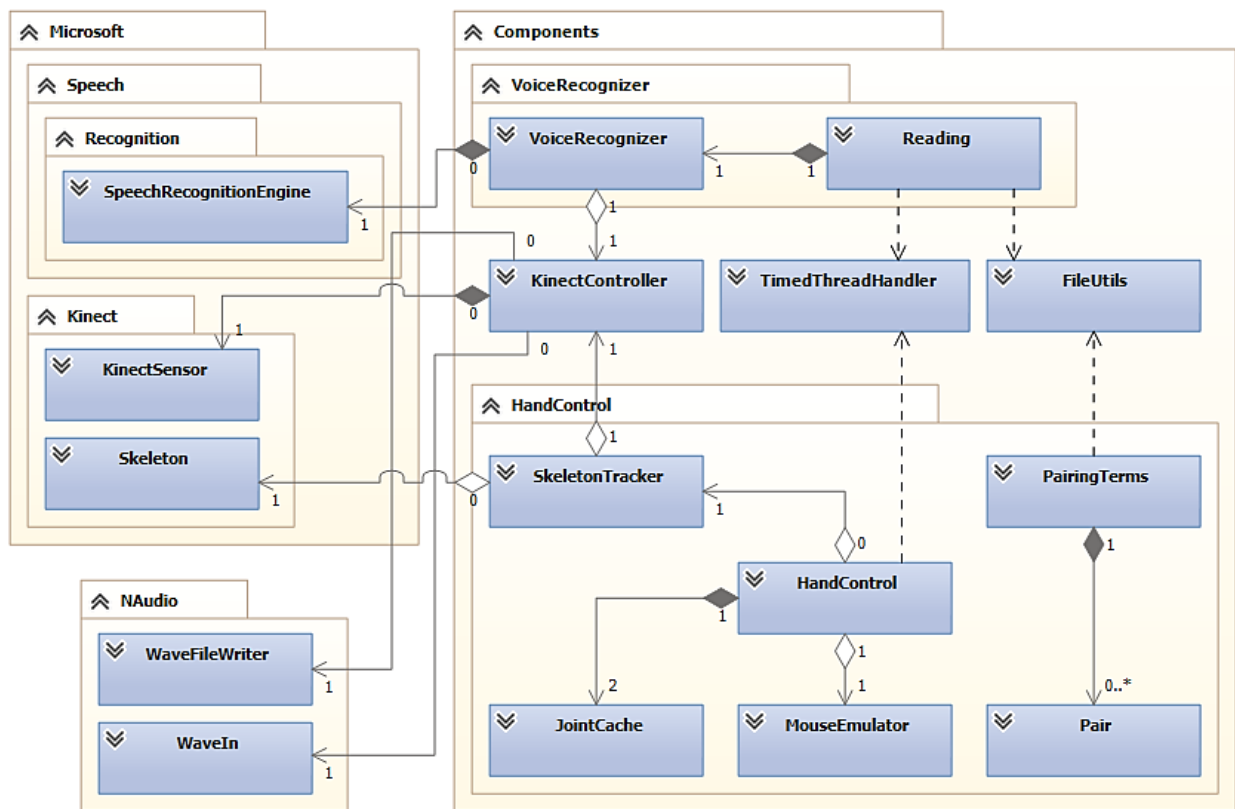 Microsoft
Speech
Recognition
SpeechRecognitionEngine
1
Kinect
1
KinectSensor
Skeleton
1
NAudio
WaveFileWriter
1
WaveIn
1
Components
VoiceRecognizer
VoiceRecognizer
0
1
Reading
1
1
1
0
KinectController
0
0
1
TimedThreadHandler
FileUtils
HandControl
1
SkeletonTracker
0
1
PairingTerms
1
0
HandControl
1
1
2
1
0..*
JointCache
MouseEmulator
Pair